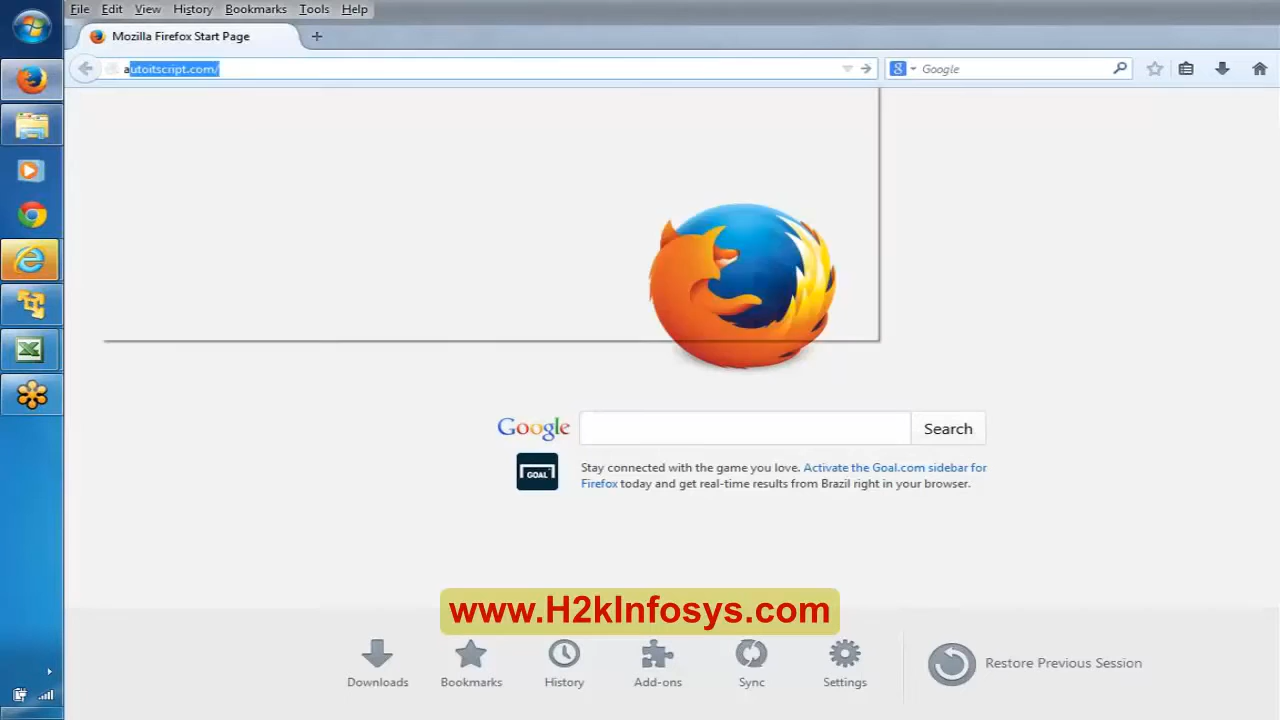 File Edit View History Bookmarks Tools Help
Mozilla Firefox Start Page
autoitscript.com/
Google
Google
Search
GOAL
Stay connected with the game you love. Activate the Goal.com sidebar for
Firefox today and get real-time results from Brazil right in your browser.
www.H2kInfosys.com
Downloads Bookmarks History Add-ons Sync Settings
Restore Previous Session